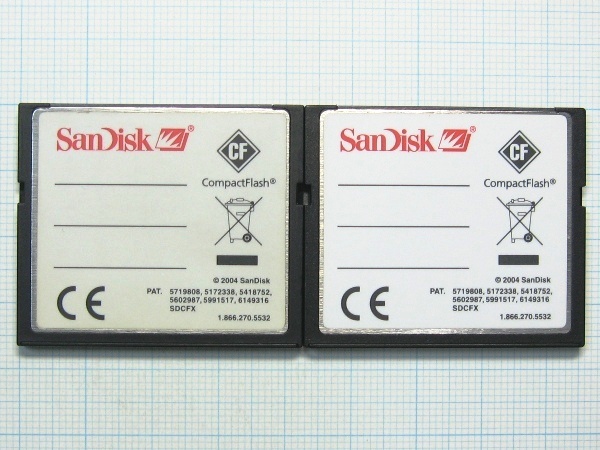 SanDisk®
CF
CompactFlash®
© 2004 SanDisk
CE
PAT. 5719808, 5172338, 5418752,
5602987, 5991517, 6149316
SDCFX
1.866.270.5532
SanDisk®
CF
CompactFlash®
© 2004 SanDisk
CE
PAT. 5719808, 5172338, 5418752,
5602987, 5991517, 6149316
SDCFX
1.866.270.5532